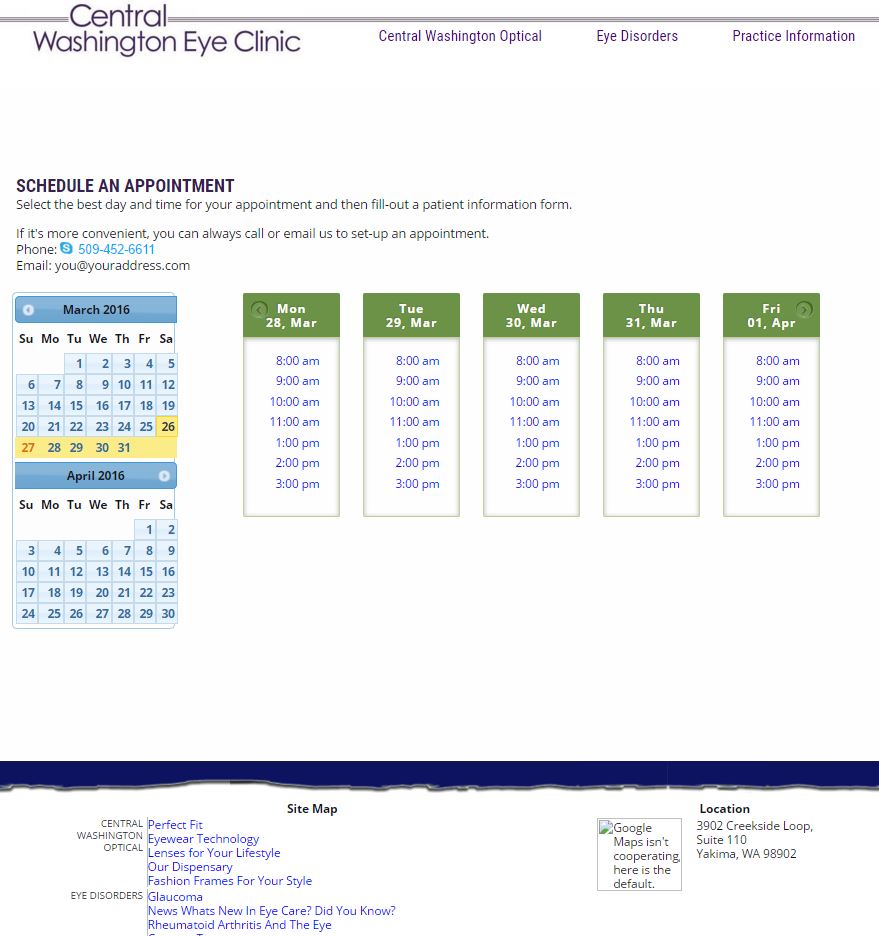 Central
Washington Eye Clinic
Central Washington Optical Eye Disorders Practice Information
SCHEDULE AN APPOINTMENT
Select the best day and time for your appointment and then fill-out a patient information form.
If it's more convenient, you can always call or email us to set-up an appointment.
Phone: 509-452-6611
Email: you@youraddress.com
March 2016
Su Mo Tu We Th Fr Sa
1 2 3 4 5
6 7 8 9 10 11 12
13 14 15 16 17 18 19
20 21 22 23 24 25 26
27 28 29 30 31
April 2016
Su Mo Tu We Th Fr Sa
1 2
3 4 5 6 7 8 9
10 11 12 13 14 15 16
17 18 19 20 21 22 23
24 25 26 27 28 29 30
Mon
28, Mar
8:00 am
9:00 am
10:00 am
11:00 am
1:00 pm
2:00 pm
3:00 pm
Tue
29, Mar
8:00 am
9:00 am
10:00 am
11:00 am
1:00 pm
2:00 pm
3:00 pm
Wed
30, Mar
8:00 am
9:00 am
10:00 am
11:00 am
1:00 pm
2:00 pm
3:00 pm
Thu
31, Mar
8:00 am
9:00 am
10:00 am
11:00 am
1:00 pm
2:00 pm
3:00 pm
Fri
01, Apr
8:00 am
9:00 am
10:00 am
11:00 am
1:00 pm
2:00 pm
3:00 pm
Site Map
CENTRAL
WASHINGTON
OPTICAL
Perfect Fit
Eyewear Technology
Lenses for Your Lifestyle
Our Dispensary
Fashion Frames For Your Style
EYE DISORDERS
Glaucoma
News Whats New In Eye Care? Did You Know?
Rheumatoid Arthritis And The Eye
Google
Maps isn't
cooperating,
here is the
default.
Location
3902 Creekside Loop,
Suite 110
Yakima, WA 98902